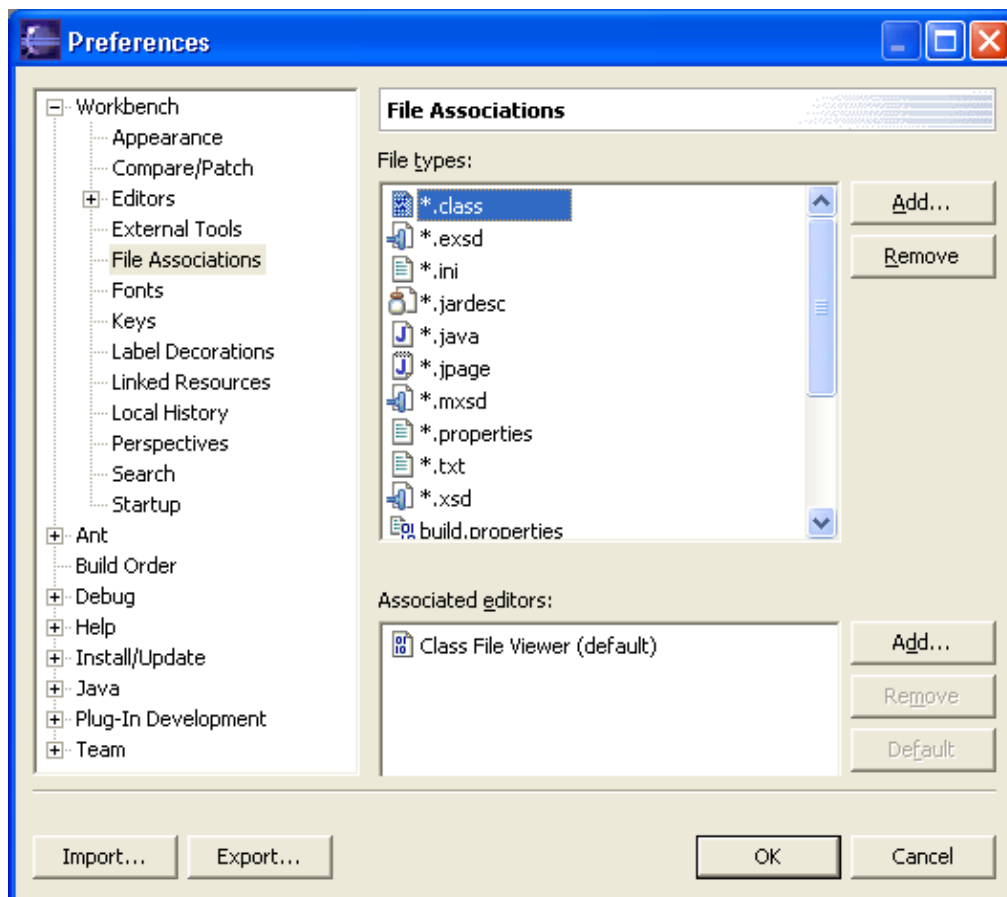 Preferences
Workbench
Appearance
Compare/Patch
Editors
External Tools
File Associations
Fonts
Keys
Label Decorations
Linked Resources
Local History
Perspectives
Search
Startup
Ant
Build Order
Debug
Help
Install/Update
Java
Plug-In Development
Team
File Associations
File types:
*.class
*.exsd
*.ini
*.jardesc
*.java
*.jpage
*.mxsd
*.properties
*.txt
*.xsd
build.properties
Add...
Remove
Associated editors:
Class File Viewer (default)
Add...
Remove
Default
Import...
Export...
OK
Cancel